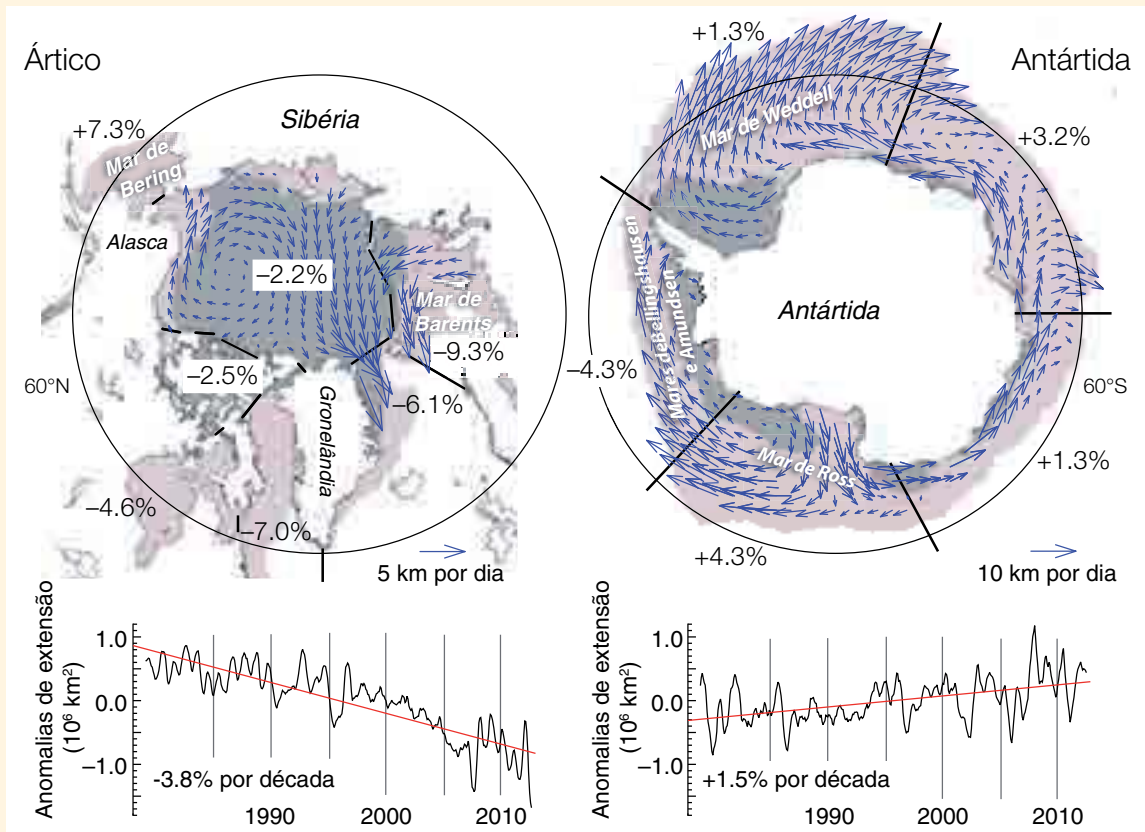 Ártico
+7.3%
Mar de
Bering
Sibéria
Alasca
–2.2%
Mar de
Barents
–9.3%
–2.5%
60°N
–6.1%
Gronelândia
–4.6%
–7.0%
5 km por dia
Antártida
+1.3%
Mar de Weddell
+3.2%
Mares deBellingshausen
e Amundsen
Antártida
–4.3%
60°S
Mar de Ross
+1.3%
+4.3%
10 km por dia
Anomalias de extensão
(10⁶ km²)
1.0
0.0
–1.0
-3.8% por década
1990
2000
2010
Anomalias de extensão
(10⁶ km²)
1.0
0.0
–1.0
+1.5% por década
1990
2000
2010